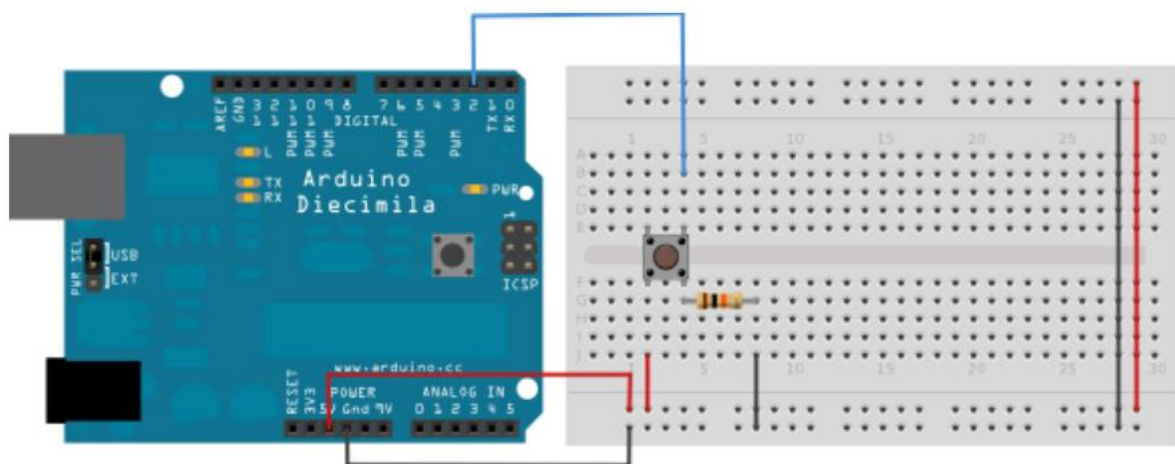 AREF
GND
13
12
11
10
9
8
7
6
5
4
3
2
TX 1
RX 0
DIGITAL
PWM
PWM
PWM
PWM
PWM
PWM
L
TX
RX
Arduino
Diecimila
PWR
1
ICSP
PWR SEL
USB
EXT
www.arduino.cc
POWER
ANALOG IN
RESET
3V3
5V Gnd 9V
0 1 2 3 4 5
1 5 10 15 20 25 30
A
B
C
D
E
F
G
H
I
J
1 5 10 15 20 25 30